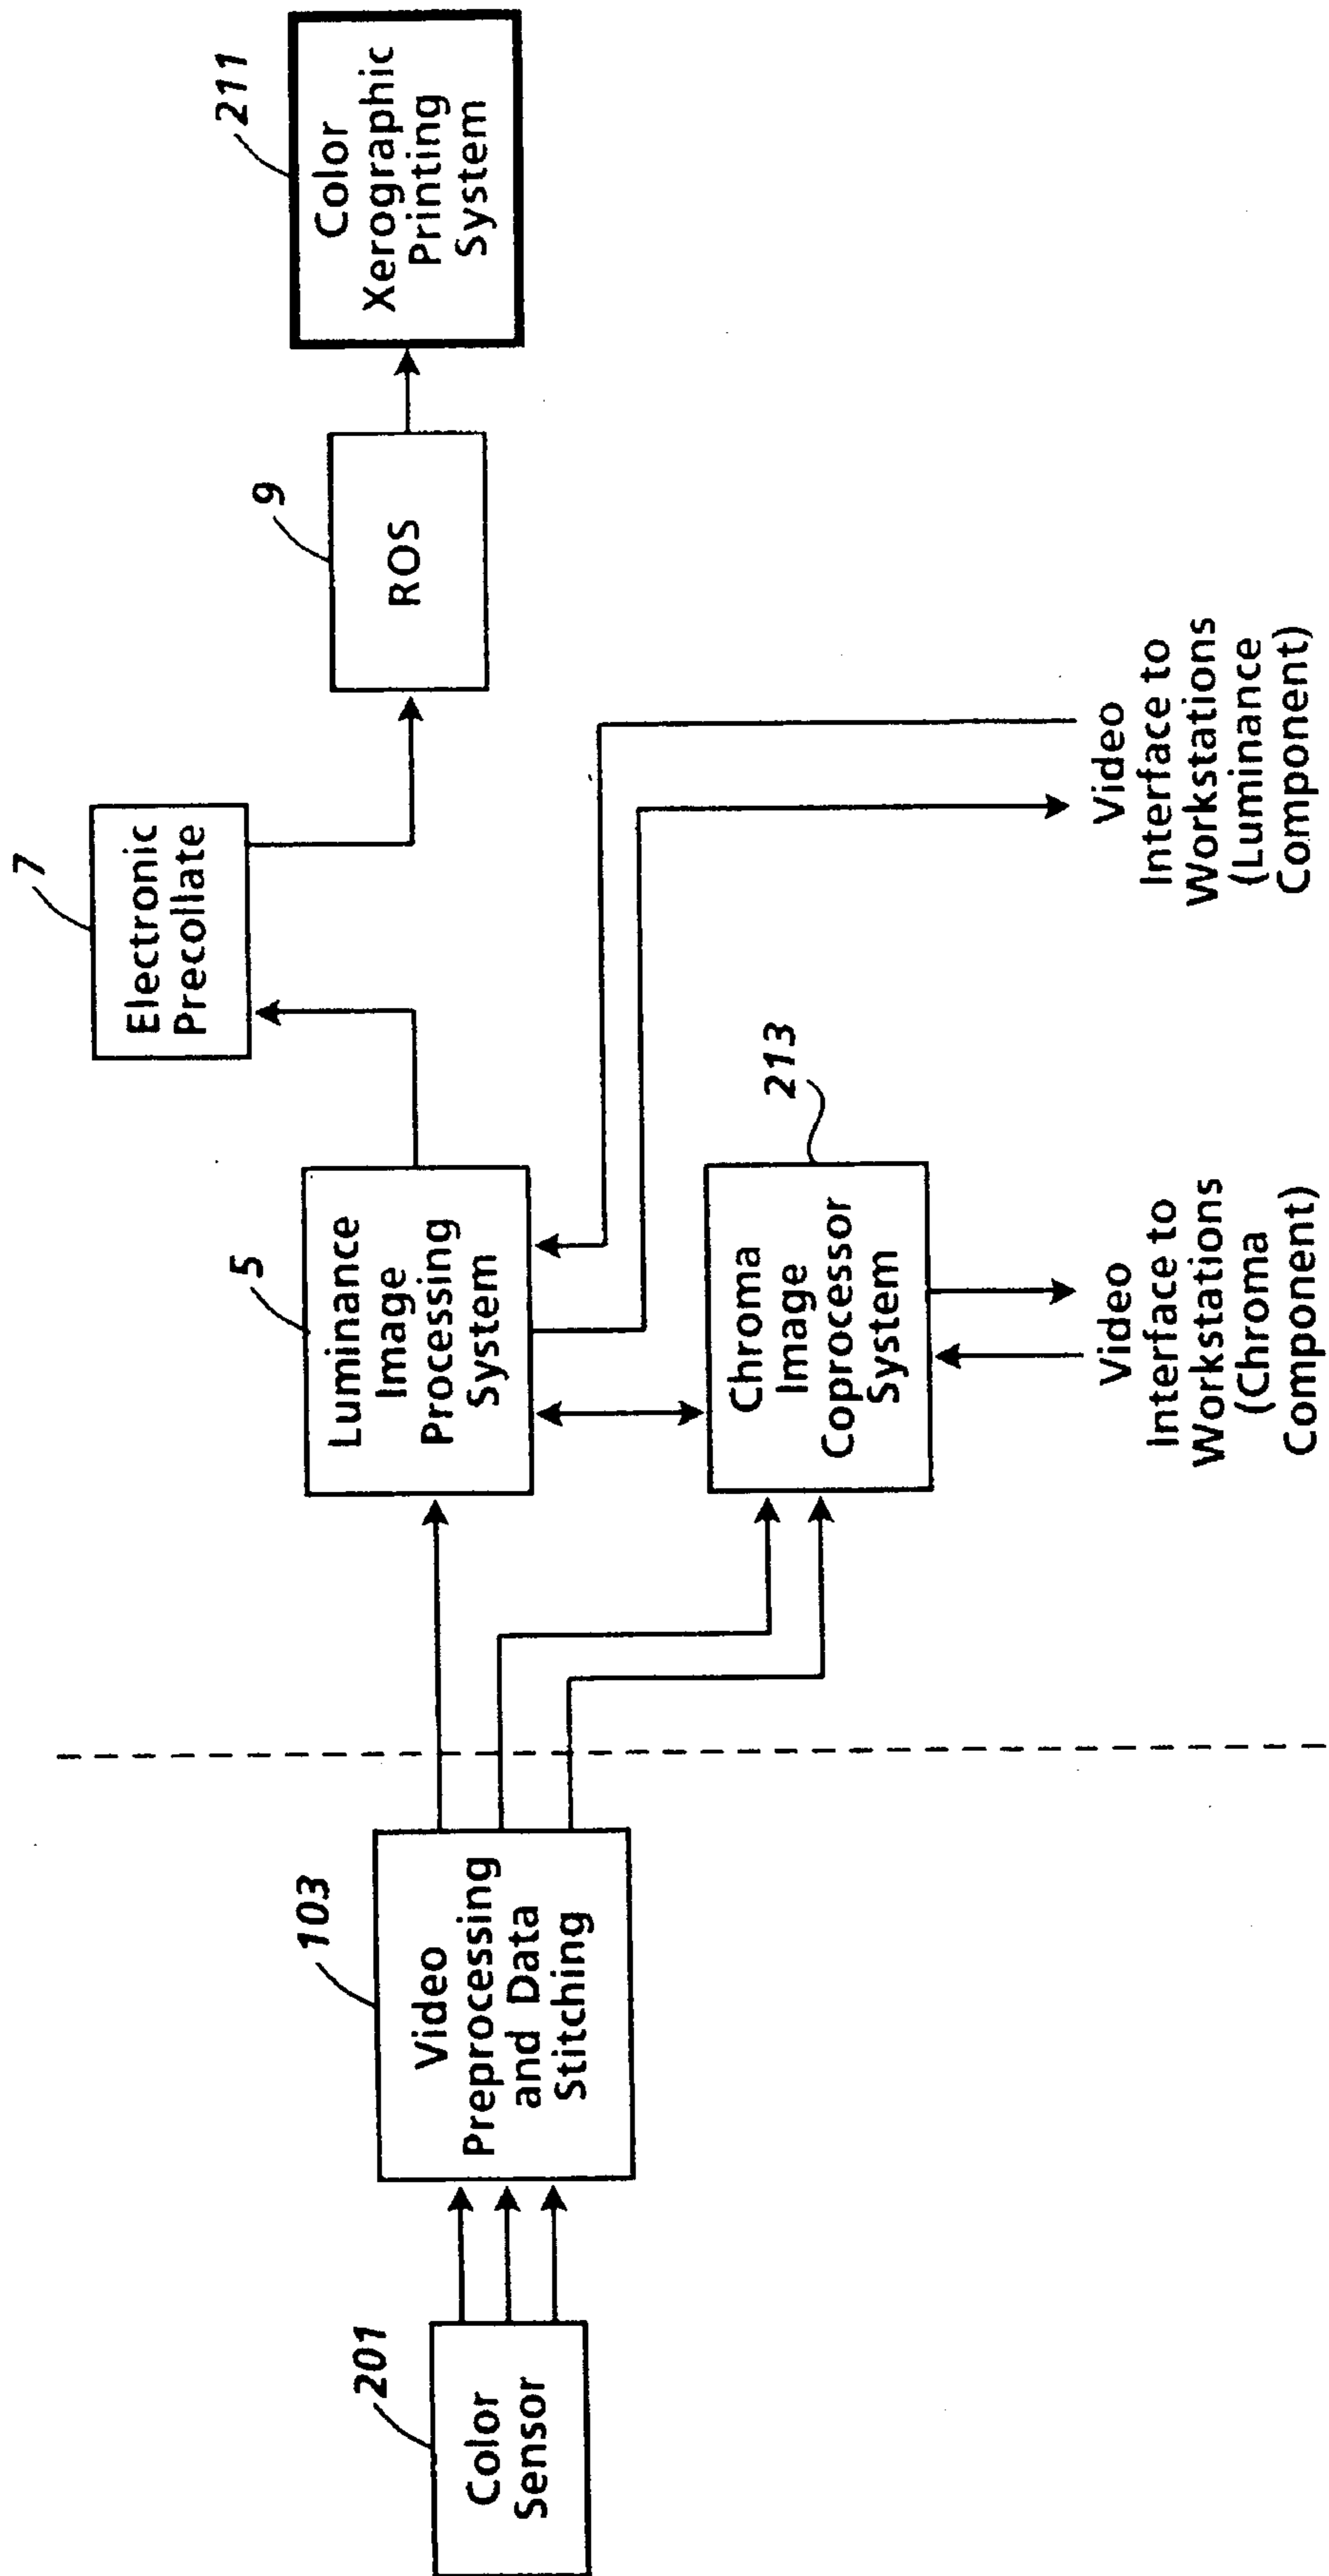 201
Color
Sensor
103
Video
Preprocessing
and Data
Stitching
5
Luminance
Image
Processing
System
213
Chroma
Image
Coprocessor
System
Video
Interface to
Workstations
(Chroma
Component)
7
Electronic
Precollate
9
ROS
Video
Interface to
Workstations
(Luminance
Component)
211
Color
Xerographic
Printing
System